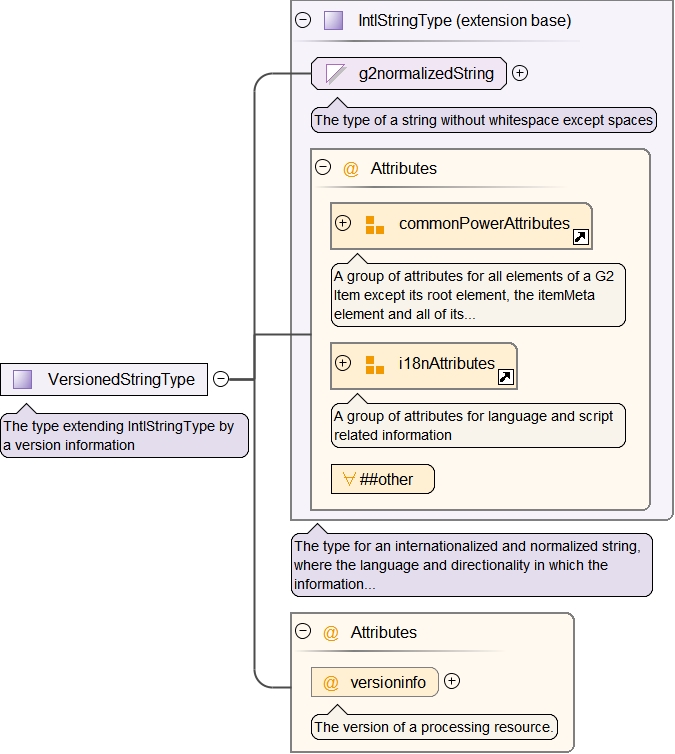 IntlStringType (extension base)
g2normalizedString
The type of a string without whitespace except spaces
@ Attributes
commonPowerAttributes
A group of attributes for all elements of a G2
Item except its root element, the itemMeta
element and all of its...
i18nAttributes
A group of attributes for language and script
related information
##other
VersionedStringType
The type extending IntlStringType by
a version information
The type for an internationalized and normalized string,
where the language and directionality in which the
information...
@ Attributes
@ versioninfo
The version of a processing resource.